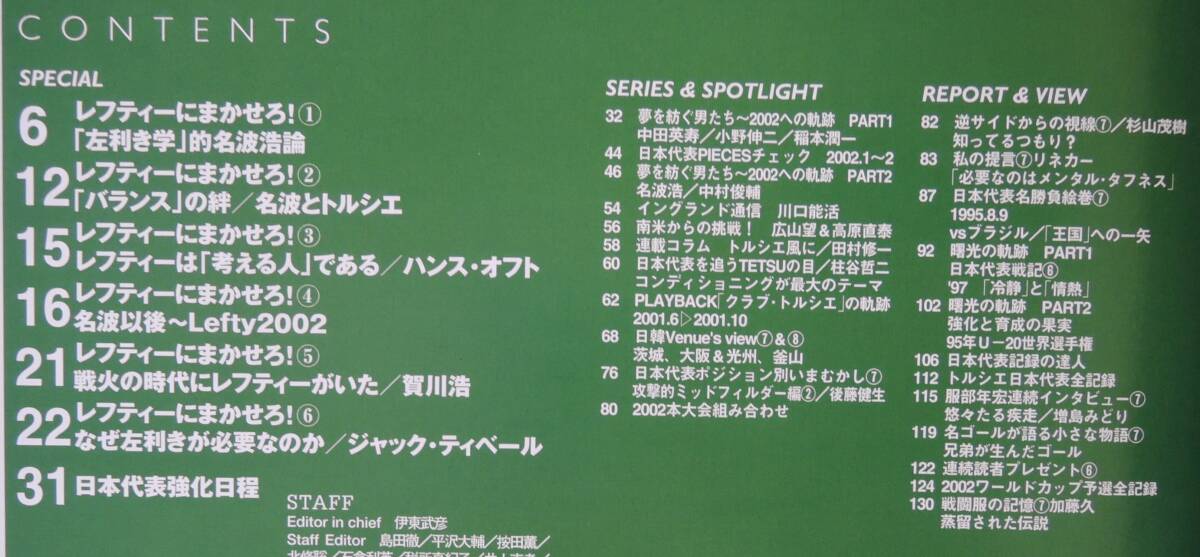 CONTENTS
SPECIAL
6 レフティーにまかせろ!①
「左利き学」的名波浩論
12 レフティーにまかせろ!②
「バランス」の絆/名波とトルシエ
15 レフティーにまかせろ!③
レフティーは「考える人」である/ハンス・オフト
16 レフティーにまかせろ!④
名波以後〜Lefty2002
21 レフティーにまかせろ!⑤
戦火の時代にレフティーがいた/賀川浩
22 レフティーにまかせろ!⑥
なぜ左利きが必要なのか/ジャック・ティベール
31 日本代表強化日程
STAFF
Editor in chief 伊東武彦
Staff Editor 島田徹/平沢大輔/按田薫/
SERIES & SPOTLIGHT
32 夢を紡ぐ男たち〜2002への軌跡 PART1
中田英寿/小野伸二/稲本潤一
44 日本代表PIECESチェック 2002.1〜2
46 夢を紡ぐ男たち〜2002への軌跡 PART2
名波浩/中村俊輔
54 イングランド通信 川口能活
56 南米からの挑戦! 広山望&高原直泰
58 連載コラム トルシエ風に/田村修一
60 日本代表を追うTETSUの目/柱谷哲二
コンディショニングが最大のテーマ
62 PLAYBACK「クラブ・トルシエ」の軌跡
2001.6▷2001.10
68 日韓Venue's view⑦&⑧
茨城、大阪&光州、釜山
76 日本代表ポジション別いまむかし⑦
攻撃的ミッドフィルダー編②/後藤健生
80 2002本大会組み合わせ
REPORT & VIEW
82 逆サイドからの視線⑦/杉山茂樹
知ってるつもり?
83 私の提言⑦リネカー
「必要なのはメンタル・タフネス」
87 日本代表名勝負絵巻⑦
1995.8.9
vsブラジル/「王国」への一矢
92 曙光の軌跡 PART1
日本代表戦記⑥
'97 「冷静」と「情熱」
102 曙光の軌跡 PART2
強化と育成の果実
95年U-20世界選手権
106 日本代表記録の達人
112 トルシエ日本代表全記録
115 服部年宏連続インタビュー⑦
悠々たる疾走/増島みどり
119 名ゴールが語る小さな物語⑦
兄弟が生んだゴール
122 連続読者プレゼント⑥
124 2002ワールドカップ予選全記録
130 戦闘服の記憶⑦加藤久
蒸留された伝説